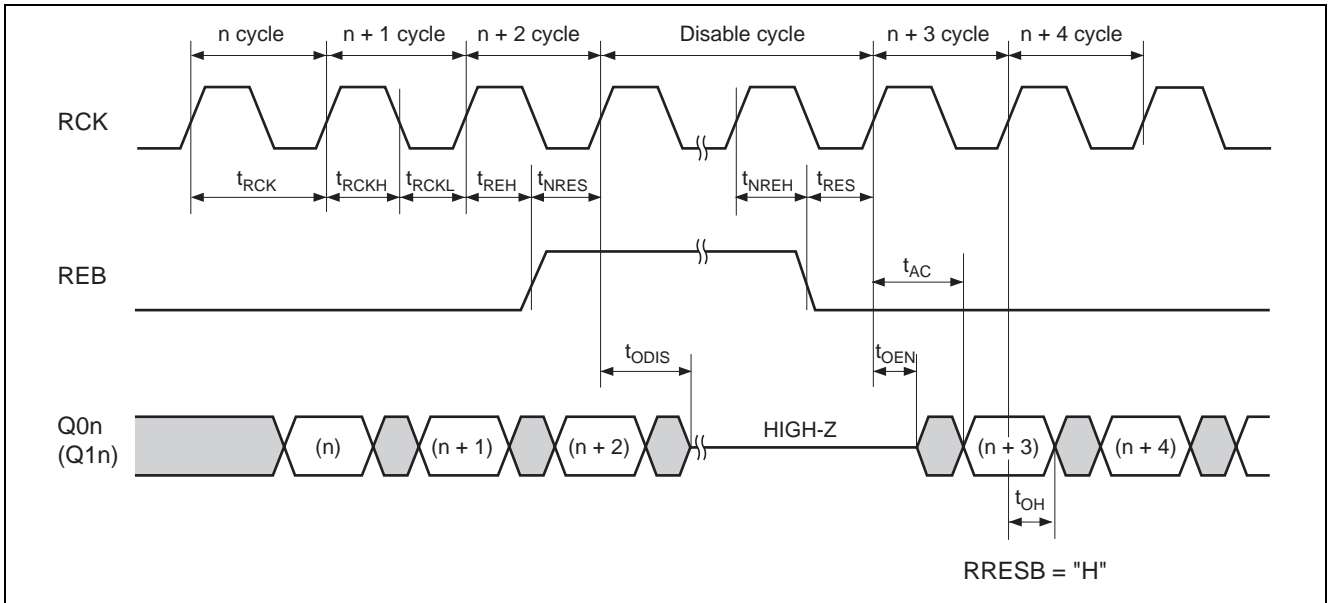 n cycle n + 1 cycle n + 2 cycle Disable cycle n + 3 cycle n + 4 cycle
RCK
tRCK tRCKH tRCKL tREH tNRES tNREH tRES
REB
tAC
tODIS tOEN
Q0n
(Q1n)
(n) (n + 1) (n + 2) HIGH-Z (n + 3) (n + 4)
tOH
RRESB = "H"